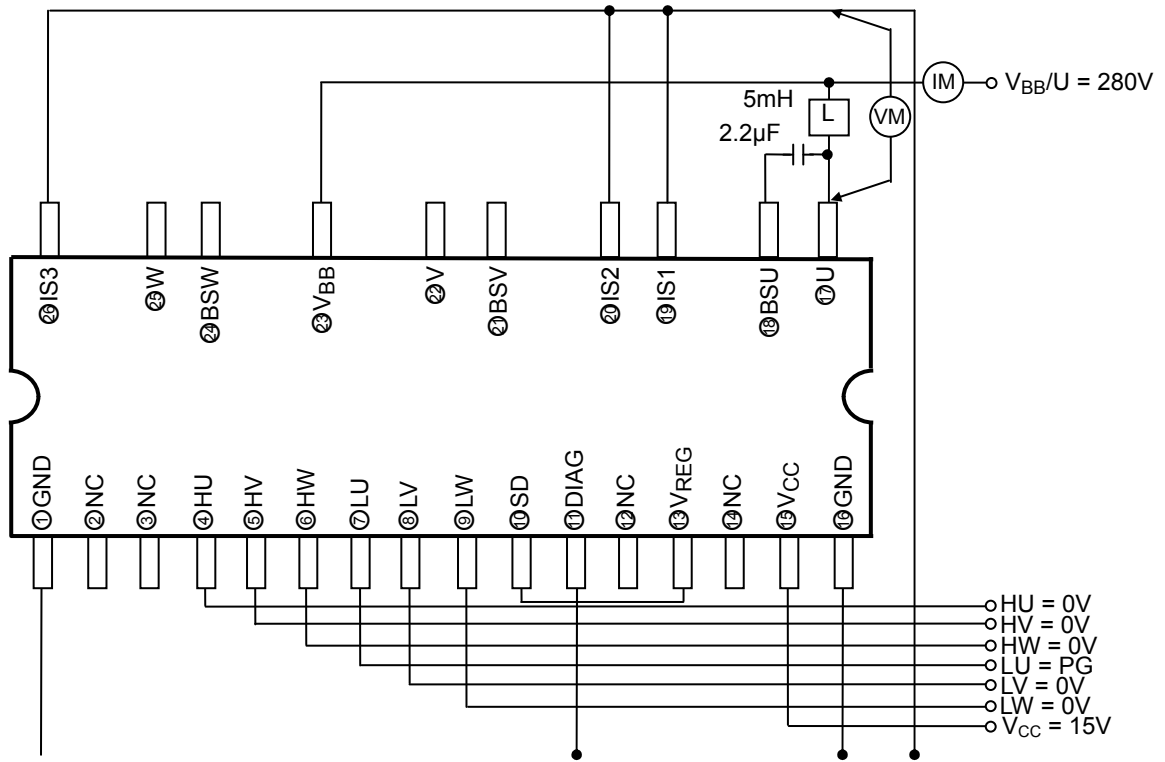 IM
V_BB/U = 280V
5mH
L
VM
2.2μF
㉖IS3
㉕W
㉔BSW
㉓V_BB
㉒V
㉑BSV
⑳IS2
⑲IS1
⑱BSU
⑰U
①GND
②NC
③NC
④HU
⑤HV
⑥HW
⑦LU
⑧LV
⑨LW
⑩SD
⑪DIAG
⑫NC
⑬V_REG
⑭NC
⑮V_CC
⑯GND
HU = 0V
HV = 0V
HW = 0V
LU = PG
LV = 0V
LW = 0V
V_CC = 15V